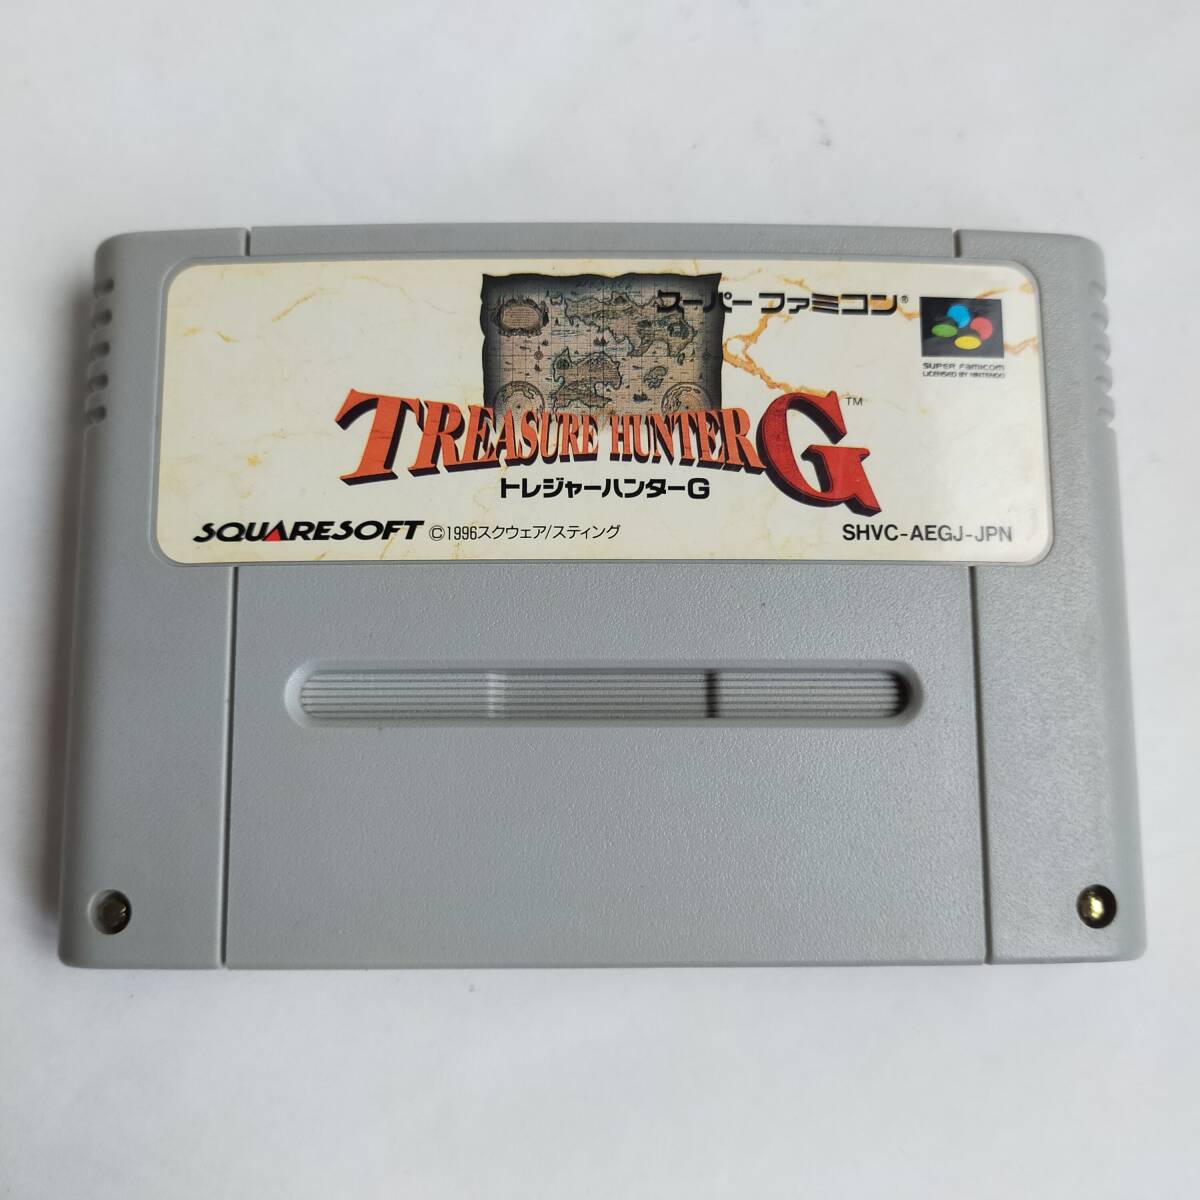 スーパーファミコン®
SUPER Famicom
LICENSED BY NINTENDO
TREASURE HUNTER G™
トレジャーハンターG
SQUARESOFT ©1996スクウェア/スティング
SHVC-AEGJ-JPN